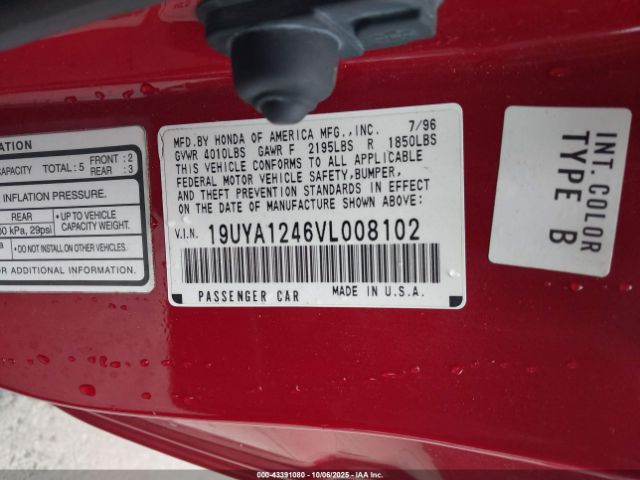 ATION
CAPACITY TOTAL: 5 FRONT: 2
REAR : 3
INFLATION PRESSURE.
REAR
kPa, 29psi
• UP TO VEHICLE
CAPACITY WEIGHT.
• DO NOT INSTALL ON OTHER VEHICLES.
FOR ADDITIONAL INFORMATION.
MFD.BY HONDA OF AMERICA MFG.,INC. 7/96
GVWR 4010LBS GAWR F 2195LBS R 1850LBS
THIS VEHICLE CONFORMS TO ALL APPLICABLE
FEDERAL MOTOR VEHICLE SAFETY,BUMPER,
AND THEFT PREVENTION STANDARDS IN EFFECT
ON THE DATE OF MANUFACTURE SHOWN ABOVE:
V.I.N. 19UYA1246VL008102
PASSENGER CAR MADE IN U.S.A.
INT. COLOR
TYPE B
000-43391080 - 10/06/2025 - IAA Inc.